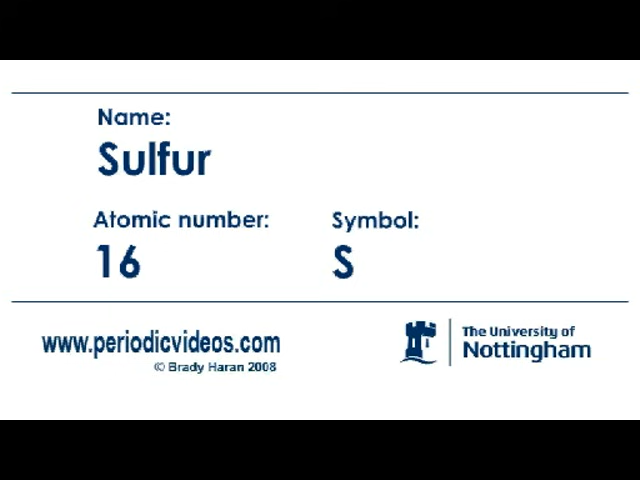 Name:
Sulfur
Atomic number:
16
Symbol:
S
www.periodicvideos.com
© Brady Haran 2008
The University of
Nottingham